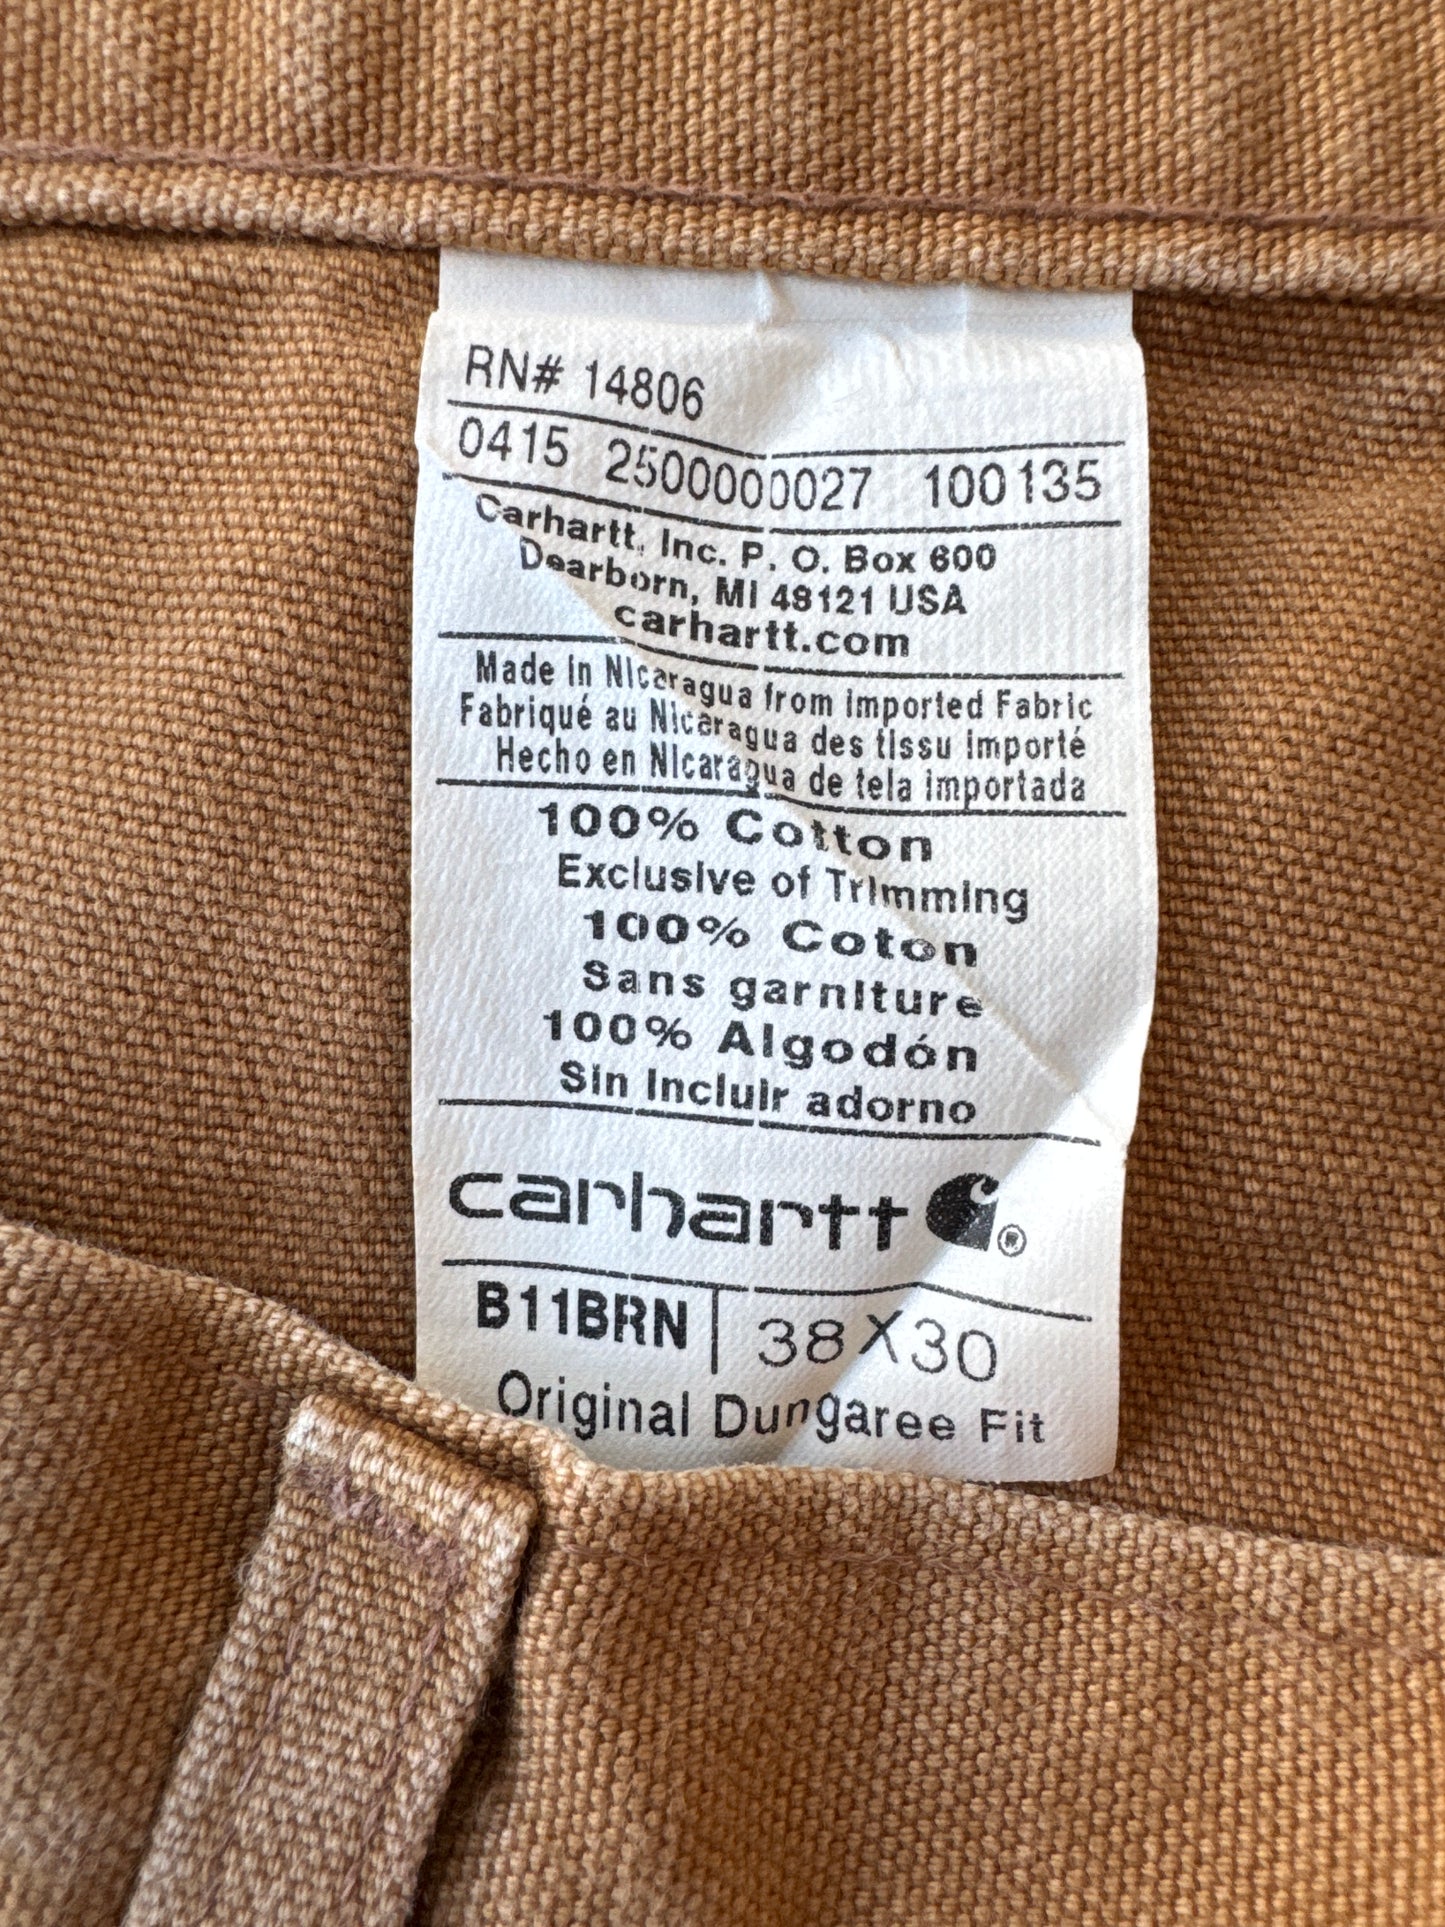 RN# 14806
0415 2500000027 100135
Carhartt, Inc. P. O. Box 600
Dearborn, MI 48121 USA
carhartt.com
Made in Nicaragua from imported Fabric
Fabriqué au Nicaragua des tissu importé
Hecho en Nicaragua de tela importada
100% Cotton
Exclusive of Trimming
100% Coton
Sans garniture
100% Algodón
Sin incluir adorno
carhartt ®
B11BRN | 38 X 30
Original Dungaree Fit